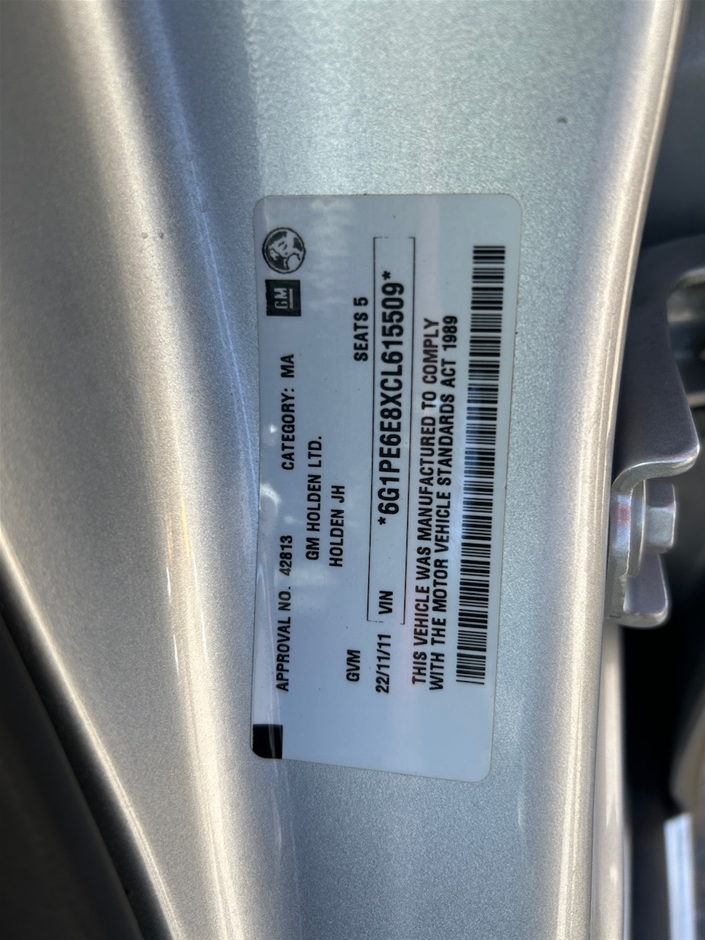 APPROVAL NO. 42813 CATEGORY: MA GM
GM HOLDEN LTD.
HOLDEN JH
GVM SEATS 5
22/11/11 VIN *6G1PE6E8XCL615509*
THIS VEHICLE WAS MANUFACTURED TO COMPLY
WITH THE MOTOR VEHICLE STANDARDS ACT 1989